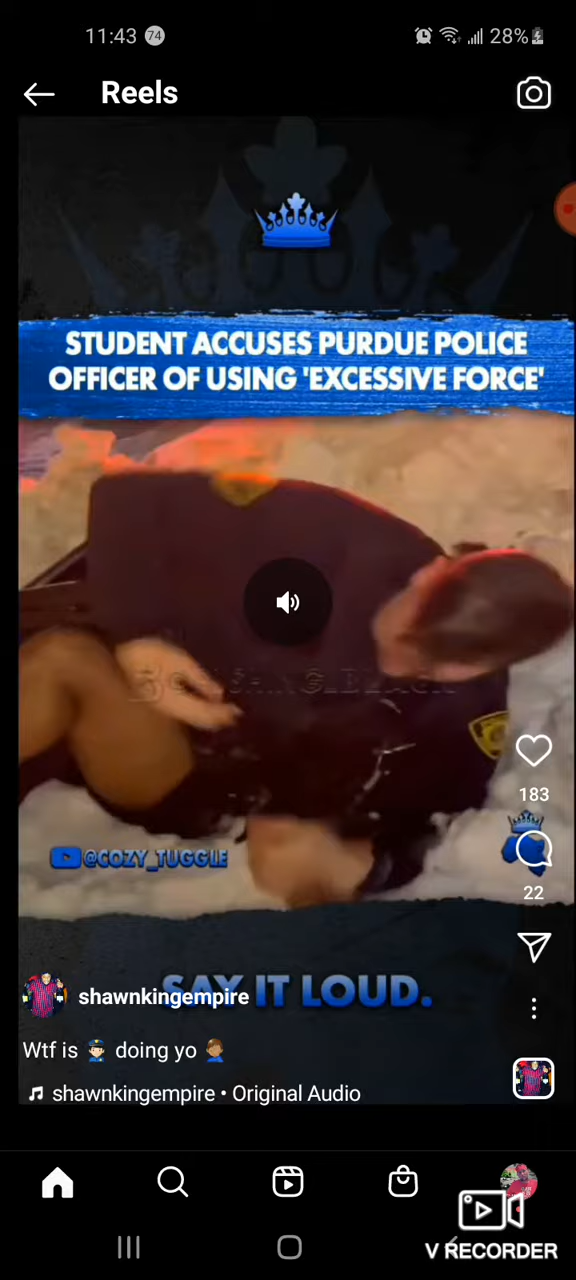 11:43 74 28%
Reels
STUDENT ACCUSES PURDUE POLICE
OFFICER OF USING 'EXCESSIVE FORCE'
183
@COZY_TUGGLE
22
SAY IT LOUD.
shawnkingempire
Wtf is 👮🏻 doing yo 🤦🏽
shawnkingempire • Original Audio
V RECORDER